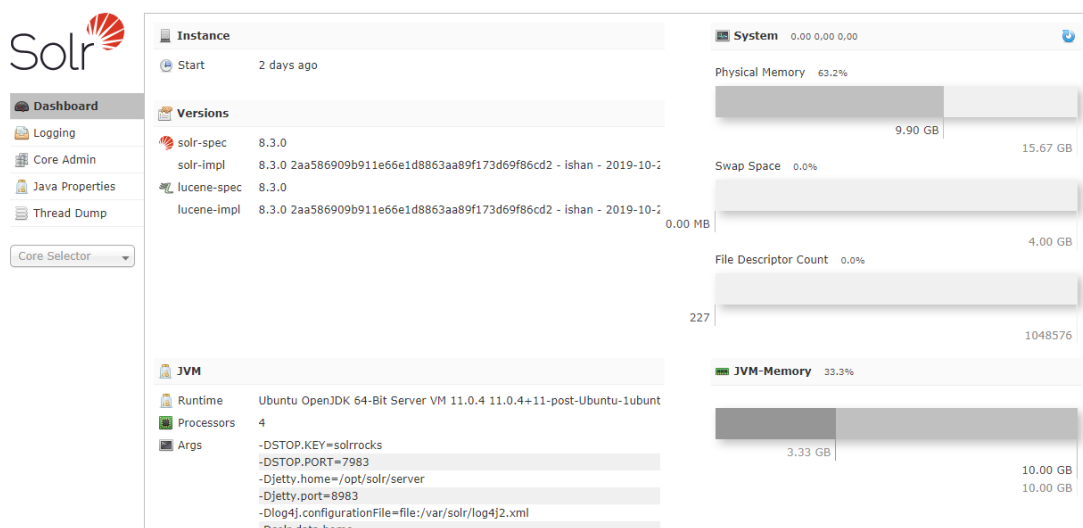 Solr
Dashboard
Logging
Core Admin
Java Properties
Thread Dump
Core Selector
Instance
Start 2 days ago
Versions
solr-spec 8.3.0
solr-impl 8.3.0 2aa586909b911e66e1d8863aa89f173d69f86cd2 - ishan - 2019-10-2
lucene-spec 8.3.0
lucene-impl 8.3.0 2aa586909b911e66e1d8863aa89f173d69f86cd2 - ishan - 2019-10-2
JVM
Runtime Ubuntu OpenJDK 64-Bit Server VM 11.0.4 11.0.4+11-post-Ubuntu-1ubunt
Processors 4
Args -DSTOP.KEY=solrrocks
-DSTOP.PORT=7983
-Djetty.home=/opt/solr/server
-Djetty.port=8983
-Dlog4j.configurationFile=file:/var/solr/log4j2.xml
System 0.00 0,00 0,00
Physical Memory 63.2%
9.90 GB
15.67 GB
Swap Space 0.0%
0.00 MB
4.00 GB
File Descriptor Count 0.0%
227
1048576
JVM-Memory 33.3%
3.33 GB
10.00 GB
10.00 GB